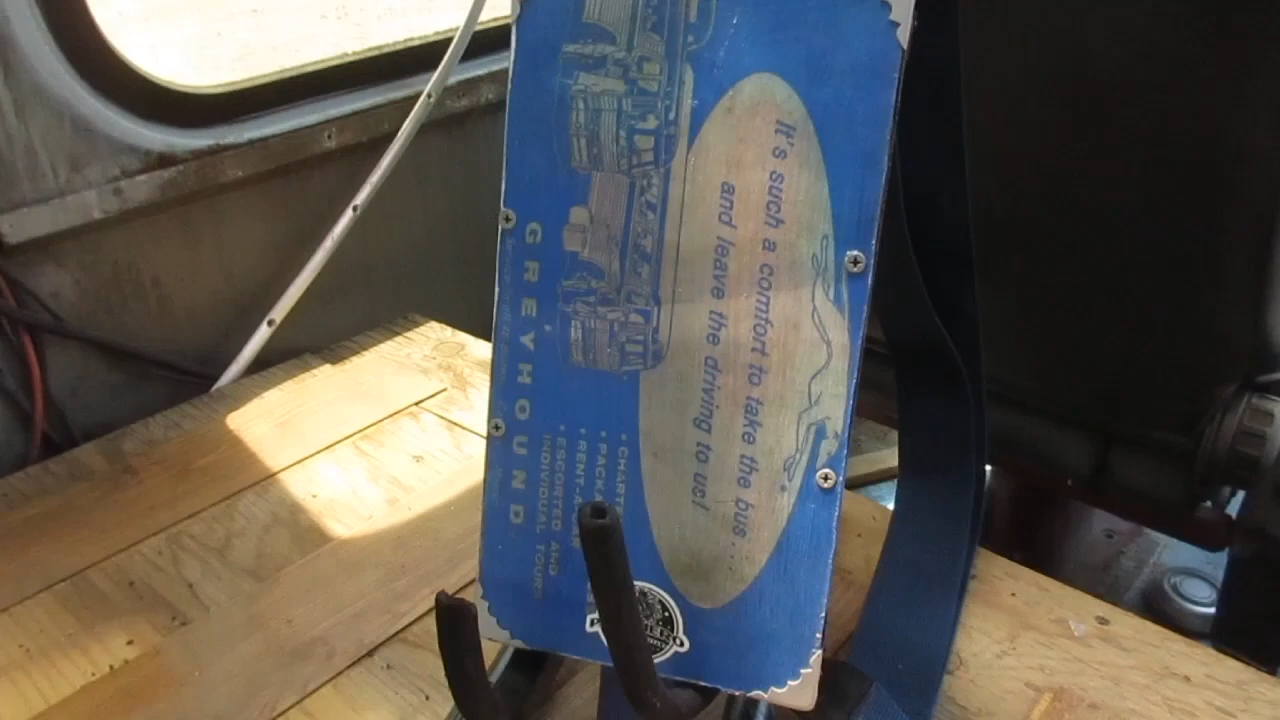 It's such a comfort to take the bus...
and leave the driving to us!
• CHARTE
• PACKA
• RENT-A-CAR
• ESCORTED AND
INDIVIDUAL TOURS
GREYHOUND